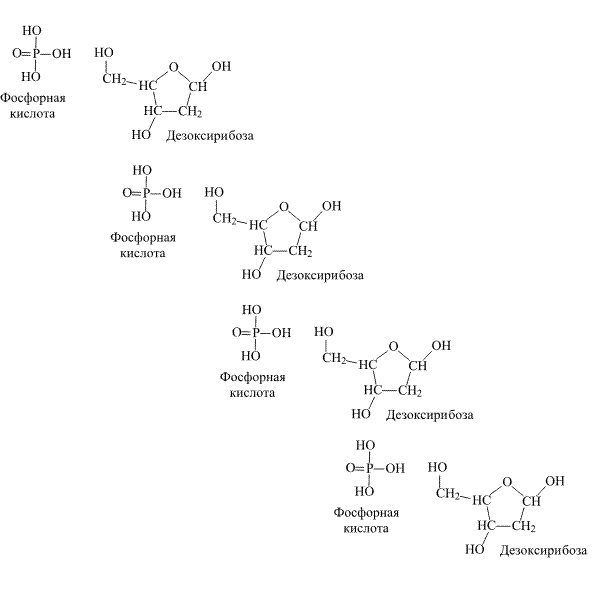 HO
O=P—OH
HO
Фосфорная
кислота
HO
CH₂
HC
O
CH
OH
HC—CH₂
HO
Дезоксирибоза
HO
O=P—OH
HO
Фосфорная
кислота
HO
CH₂
HC
O
CH
OH
HC—CH₂
HO
Дезоксирибоза
HO
O=P—OH
HO
Фосфорная
кислота
HO
CH₂
HC
O
CH
OH
HC—CH₂
HO
Дезоксирибоза
HO
O=P—OH
HO
Фосфорная
кислота
HO
CH₂
HC
O
CH
OH
HC—CH₂
HO
Дезоксирибоза